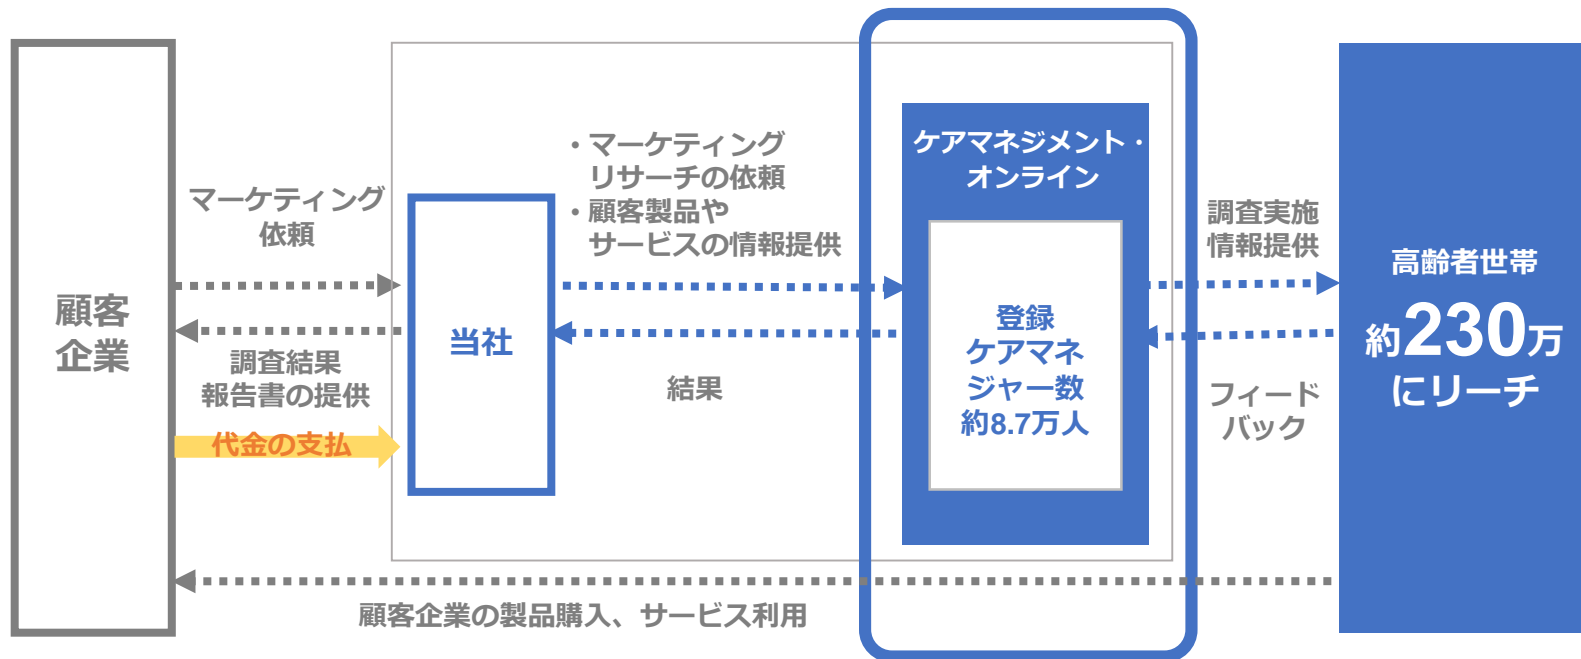 顧客
企業
マーケティング
依頼
調査結果
報告書の提供
代金の支払
当社
・マーケティング
リサーチの依頼
・顧客製品や
サービスの情報提供
結果
ケアマネジメント・
オンライン
登録
ケアマネ
ジャー数
約8.7万人
調査実施
情報提供
フィード
バック
高齢者世帯
約230万
にリーチ
顧客企業の製品購入、サービス利用